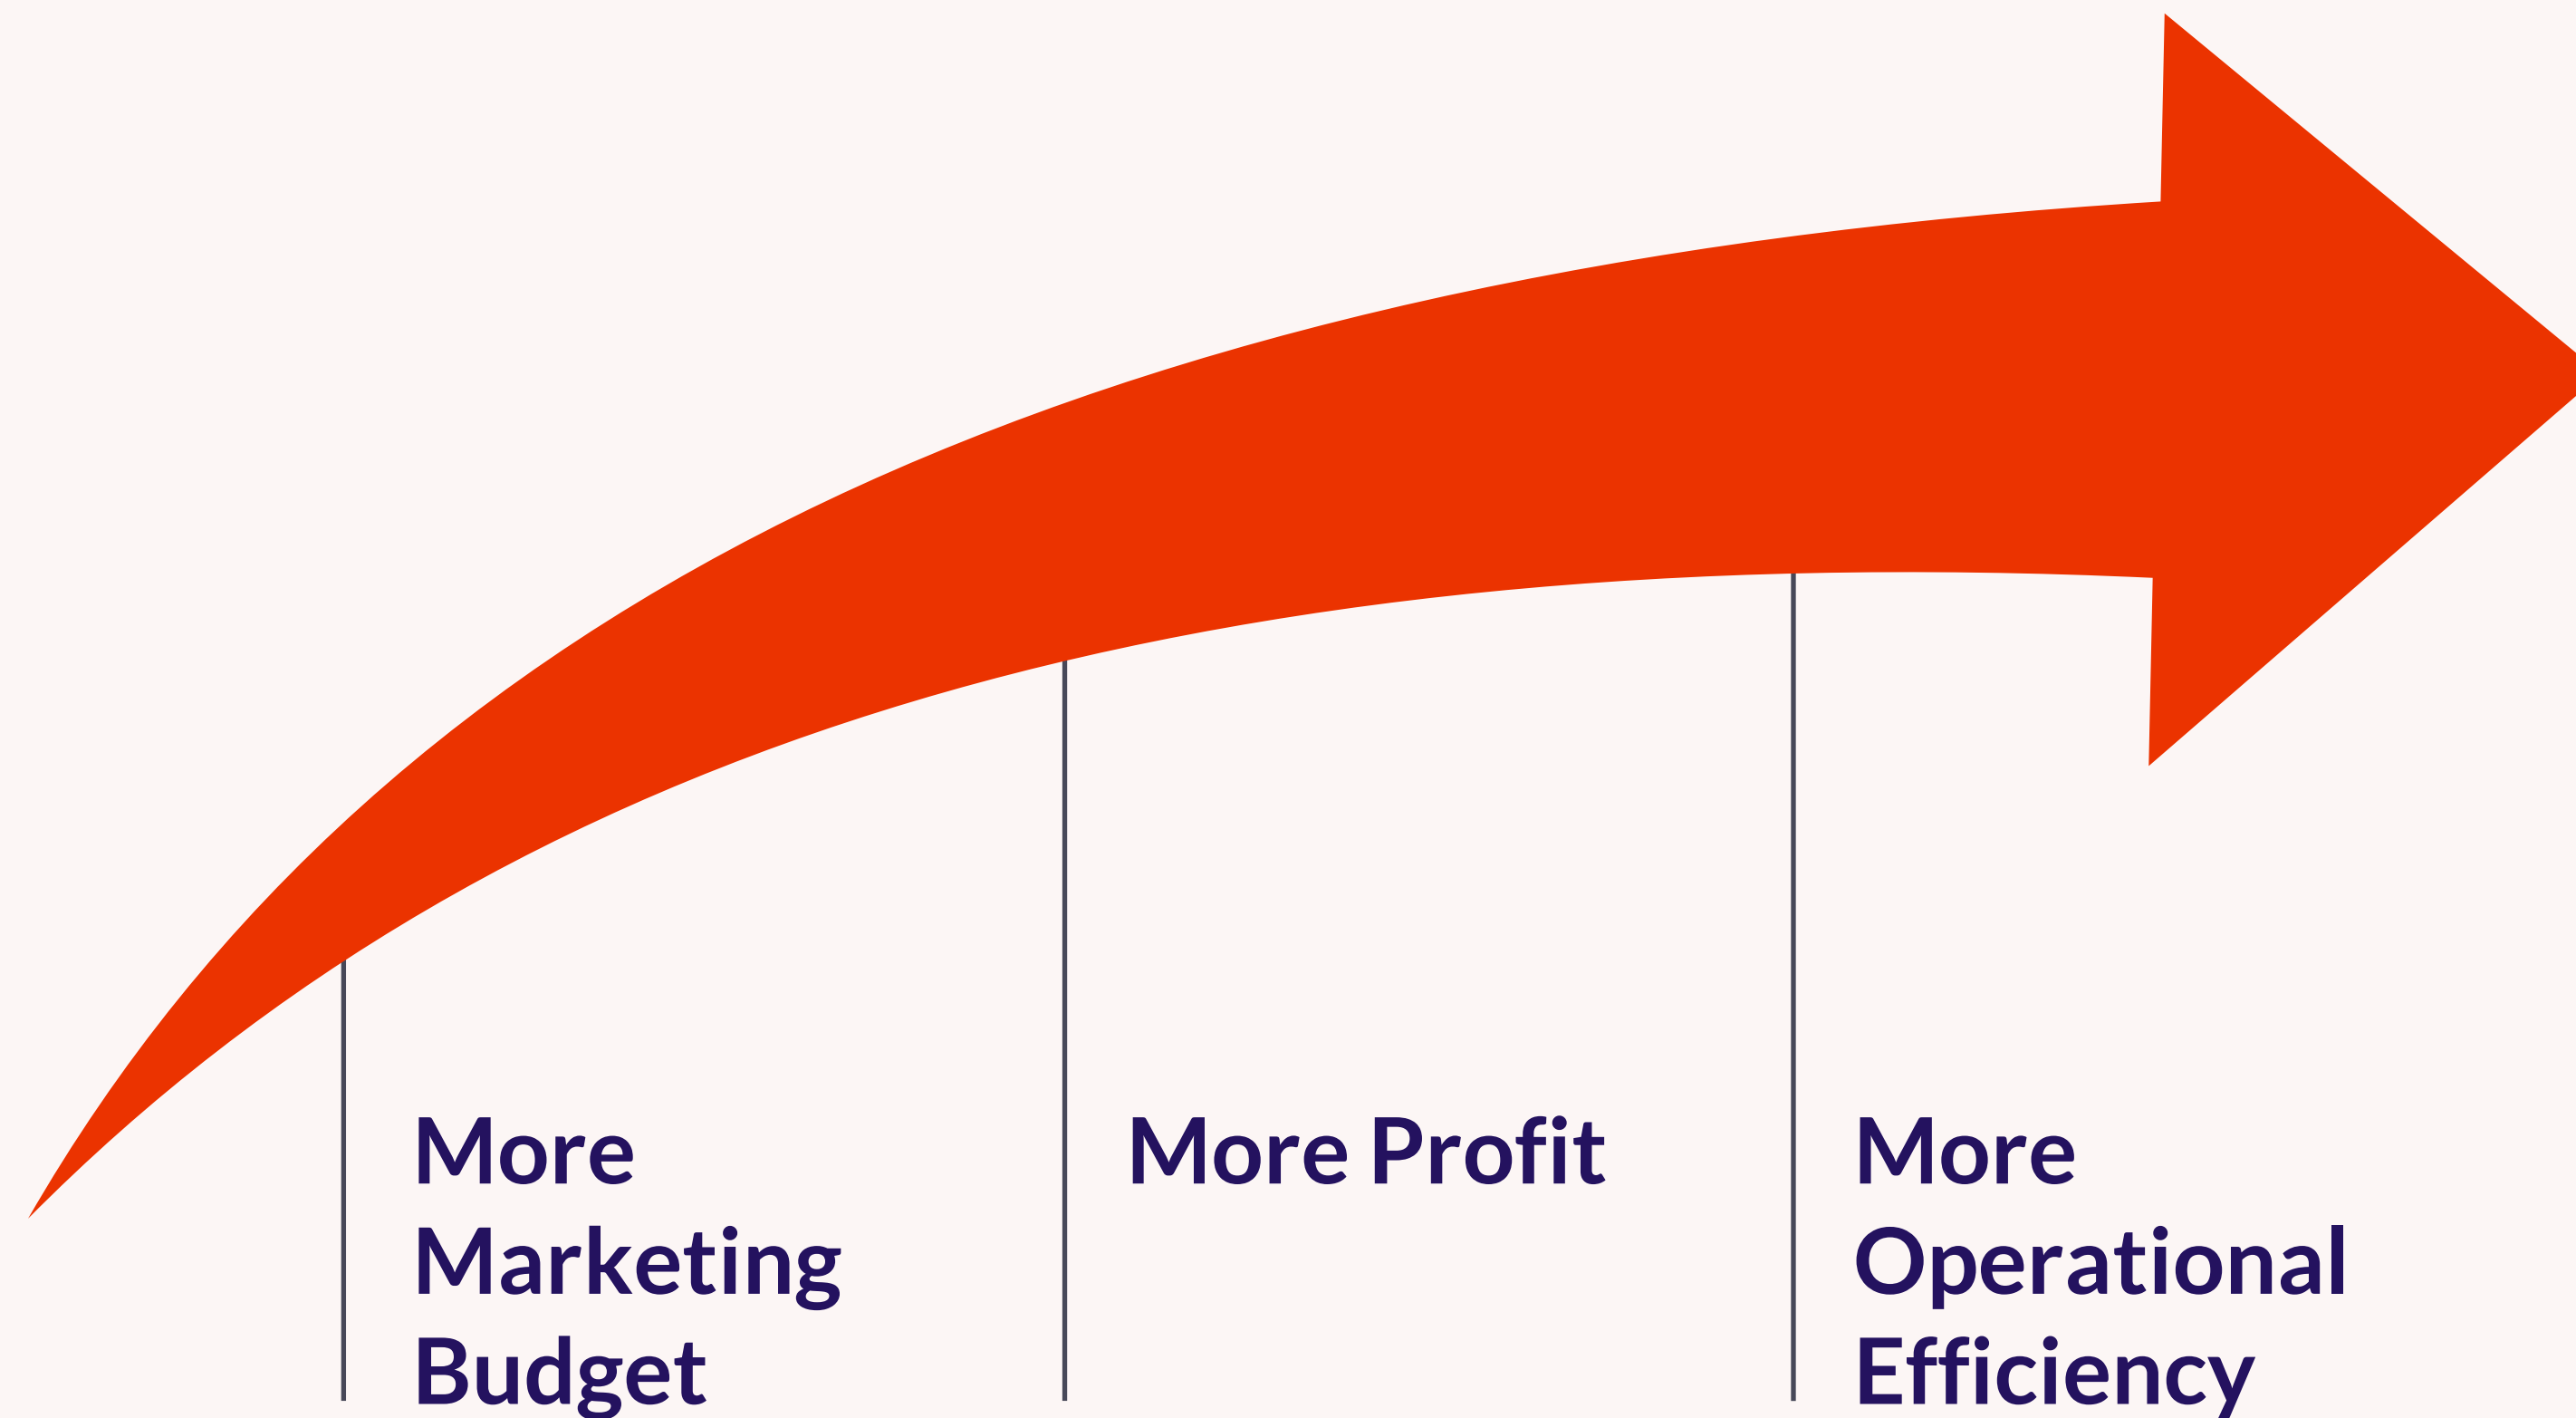 More
Marketing
Budget
More Profit
More
Operational
Efficiency